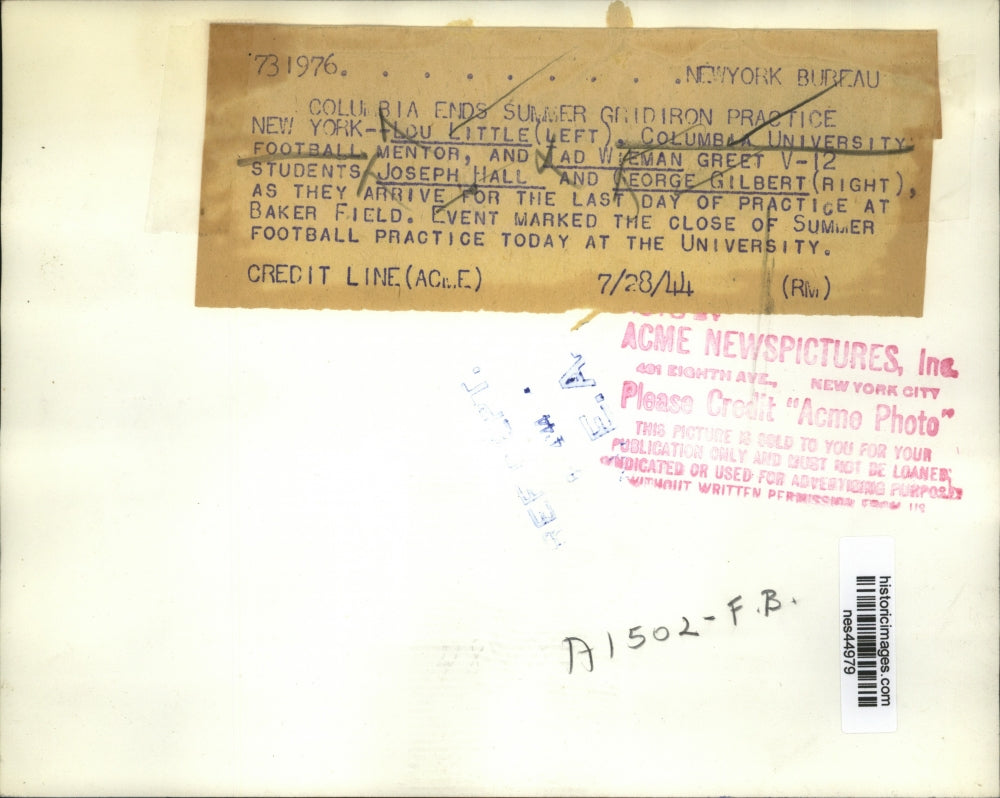 731976. . . . . . . . . .NEWYORK BUREAU
COLUMBIA ENDS SUMMER GRIDIRON PRACTICE
NEW YORK--LOU LITTLE(LEFT), COLUMBIA UNIVERSITY
FOOTBALL MENTOR, AND TAD WIEMAN GREET V-12
STUDENTS JOSEPH HALL AND GEORGE GILBERT(RIGHT),
AS THEY ARRIVE FOR THE LAST DAY OF PRACTICE AT
BAKER FIELD. EVENT MARKED THE CLOSE OF SUMMER
FOOTBALL PRACTICE TODAY AT THE UNIVERSITY.
CREDIT LINE(ACME) 7/28/44 (RM)
ACME NEWSPICTURES, Inc.
461 EIGHTH AVE., NEW YORK CITY
Please Credit "Acme Photo"
THIS PICTURE IS SOLD TO YOU FOR YOUR
PUBLICATION ONLY AND MUST NOT BE LOANED,
SYNDICATED OR USED FOR ADVERTISING PURPOSES
WITHOUT WRITTEN PERMISSION FROM US
E.A
A1502-F.B.
historicimages.com
nes44979